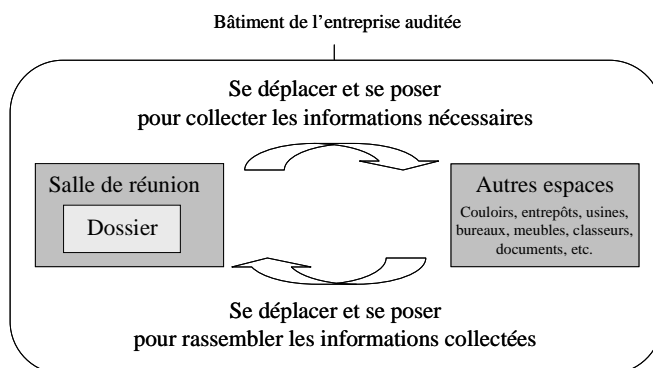 Bâtiment de l'entreprise auditée
Se déplacer et se poser
pour collecter les informations nécessaires
Salle de réunion
Dossier
Autres espaces
Couloirs, entrepôts, usines,
bureaux, meubles, classeurs,
documents, etc.
Se déplacer et se poser
pour rassembler les informations collectées